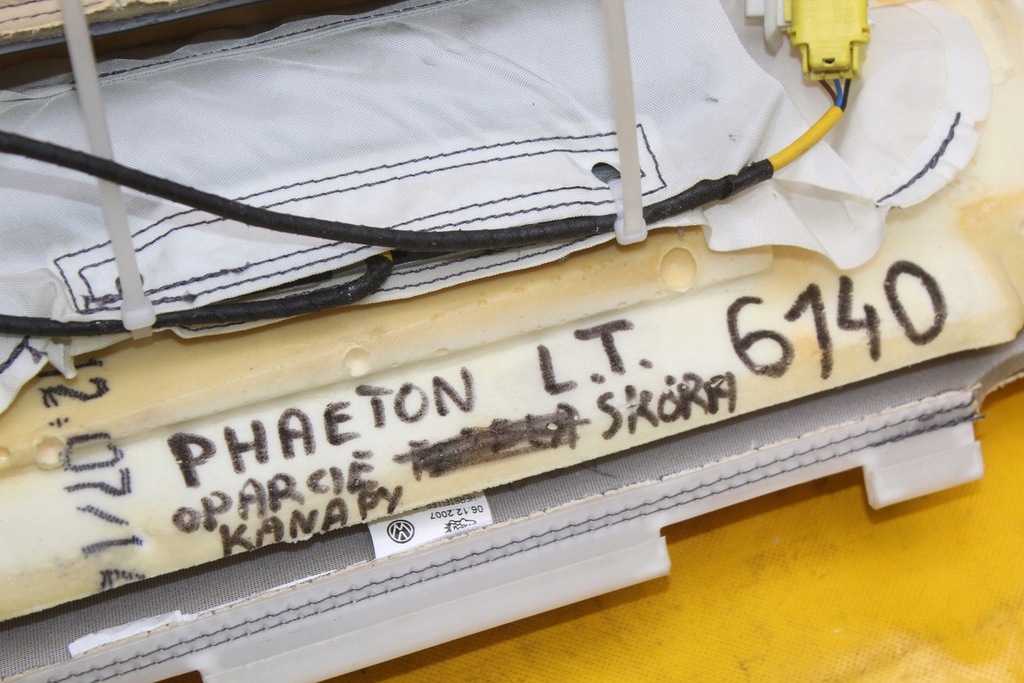 PHAETON L.T. 6140
OPARCIE SKÓRA
KANAPY
06.12.2007